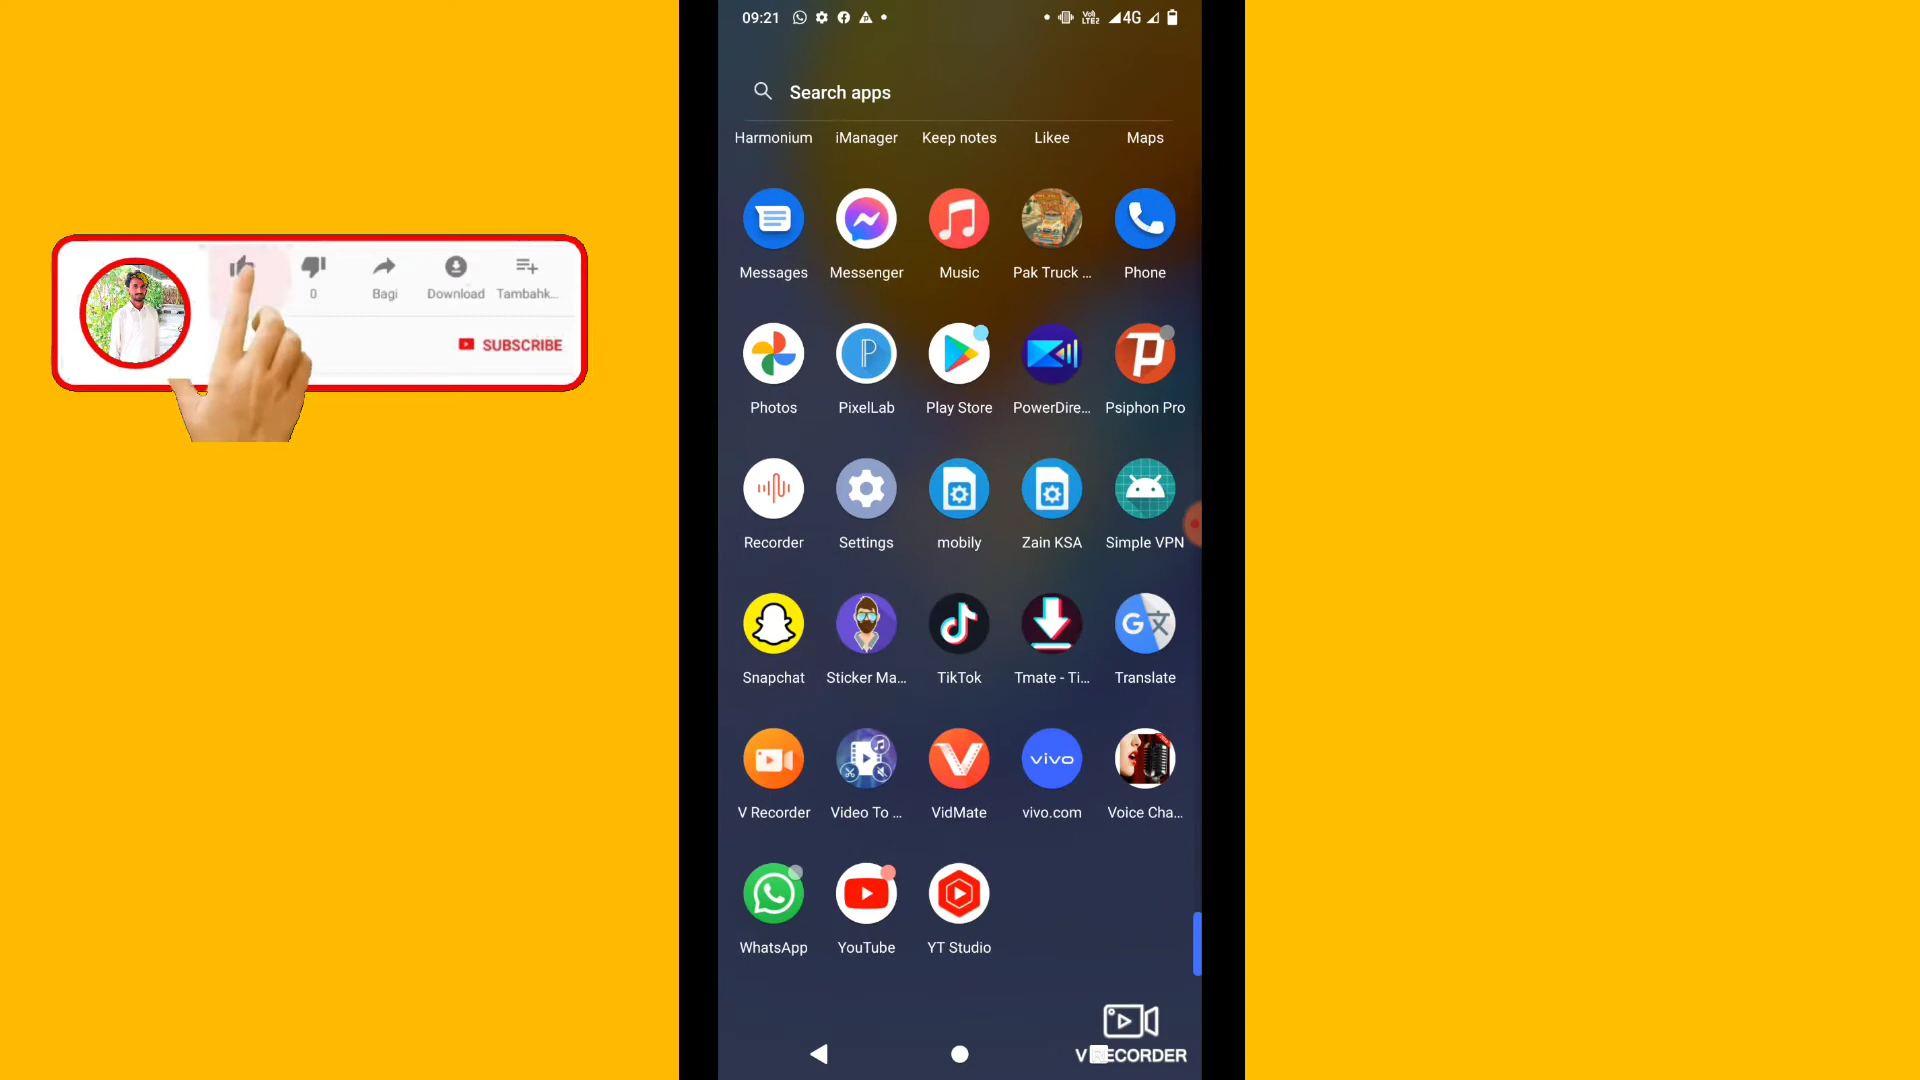 09:21
4G
Search apps
Harmonium iManager Keep notes Likee Maps
Messages Messenger Music Pak Truck ... Phone
Photos PixelLab Play Store PowerDire... Psiphon Pro
Recorder Settings mobily Zain KSA Simple VPN
Snapchat Sticker Ma... TikTok Tmate - Ti... Translate
vivo
V Recorder Video To ... VidMate vivo.com Voice Cha...
WhatsApp YouTube YT Studio
V RECORDER
0 Bagi Download Tambahk...
SUBSCRIBE